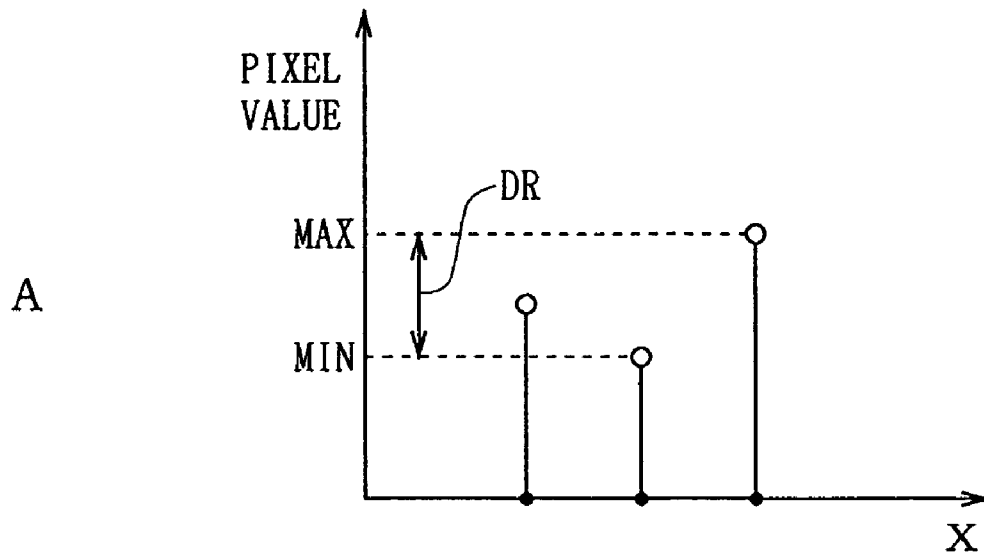 PIXEL
VALUE
DR
MAX
A
MIN
X